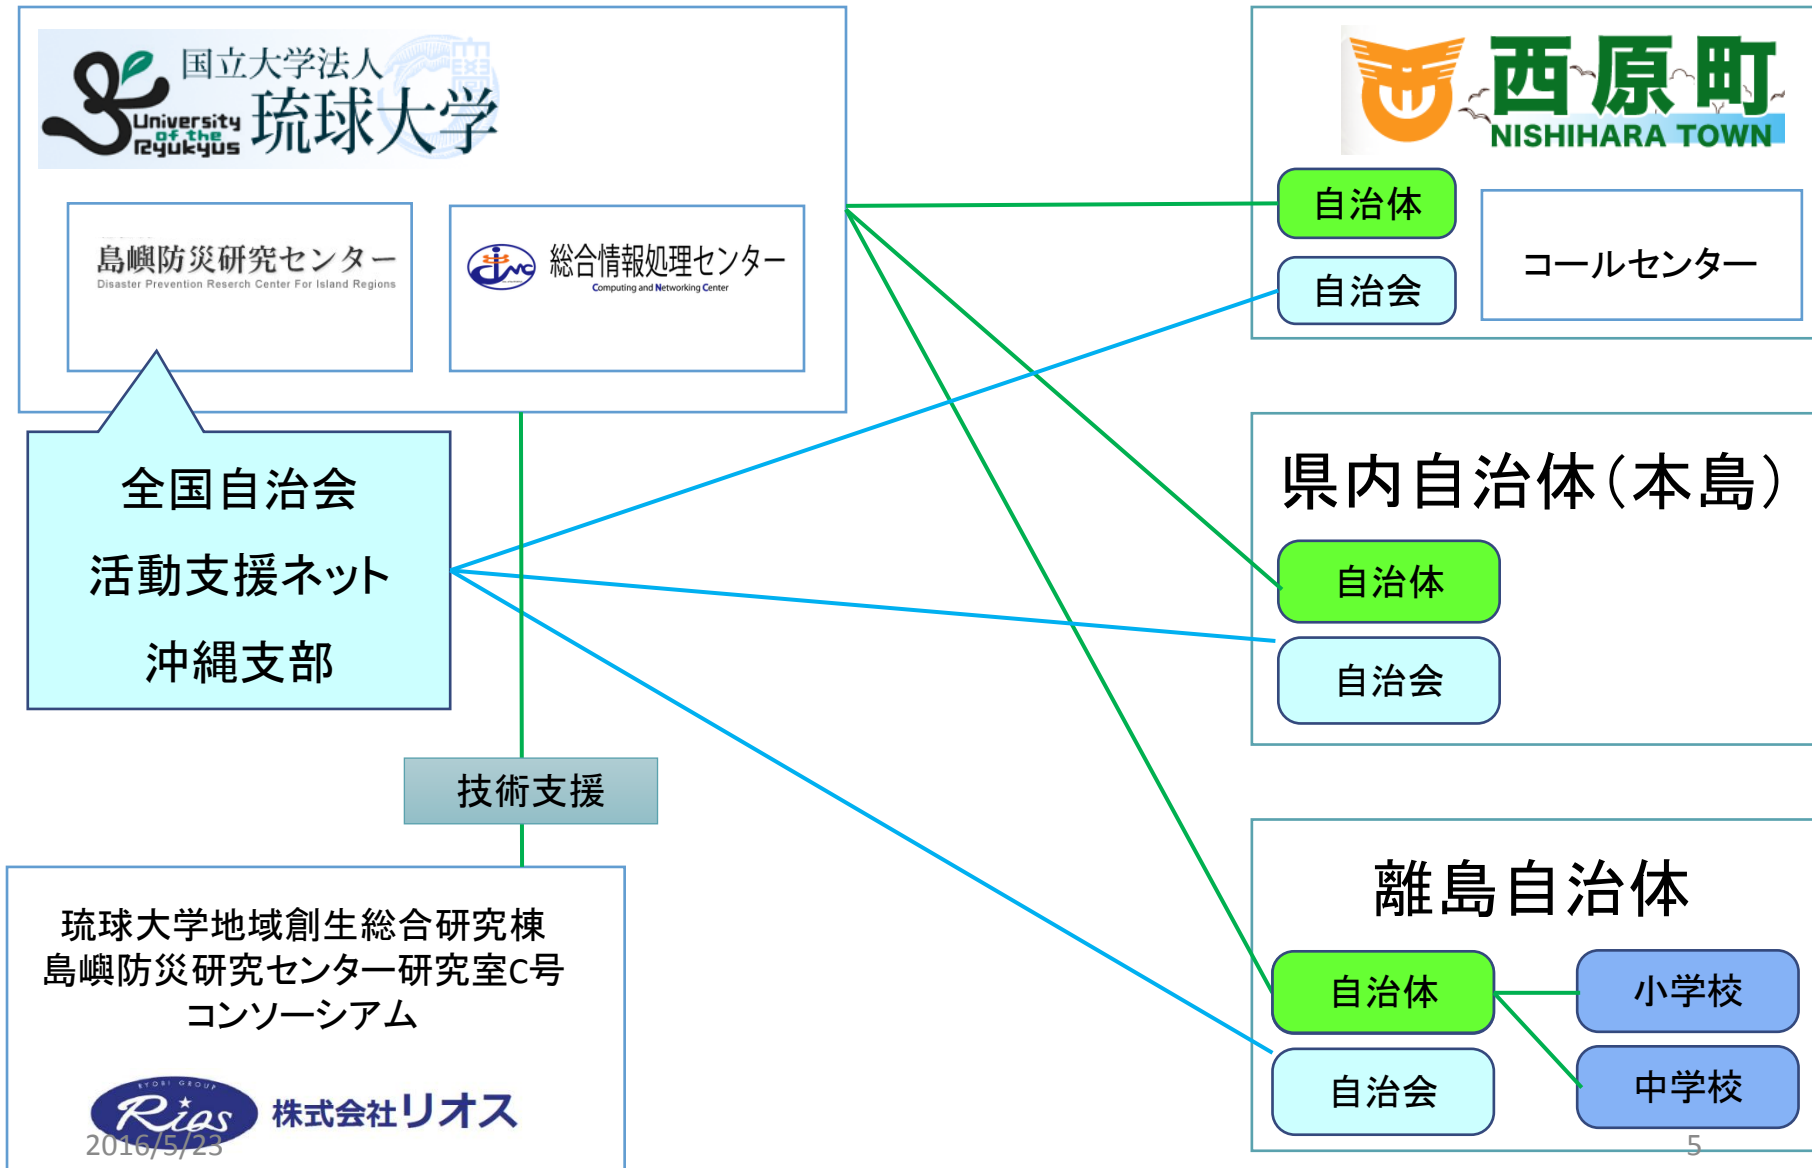 国立大学法人
琉球大学
University
of the
Ryukyus
島嶼防災研究センター
Disaster Prevention Reserch Center For Island Regions
総合情報処理センター
Computing and Networking Center
西原町
NISHIHARA TOWN
自治体
自治会
コールセンター
全国自治会
活動支援ネット
沖縄支部
県内自治体(本島)
自治体
自治会
技術支援
琉球大学地域創生総合研究棟
島嶼防災研究センター研究室C号
コンソーシアム
RYOBI GROUP
Rios
株式会社リオス
離島自治体
自治体
自治会
小学校
中学校
2016/5/23
5